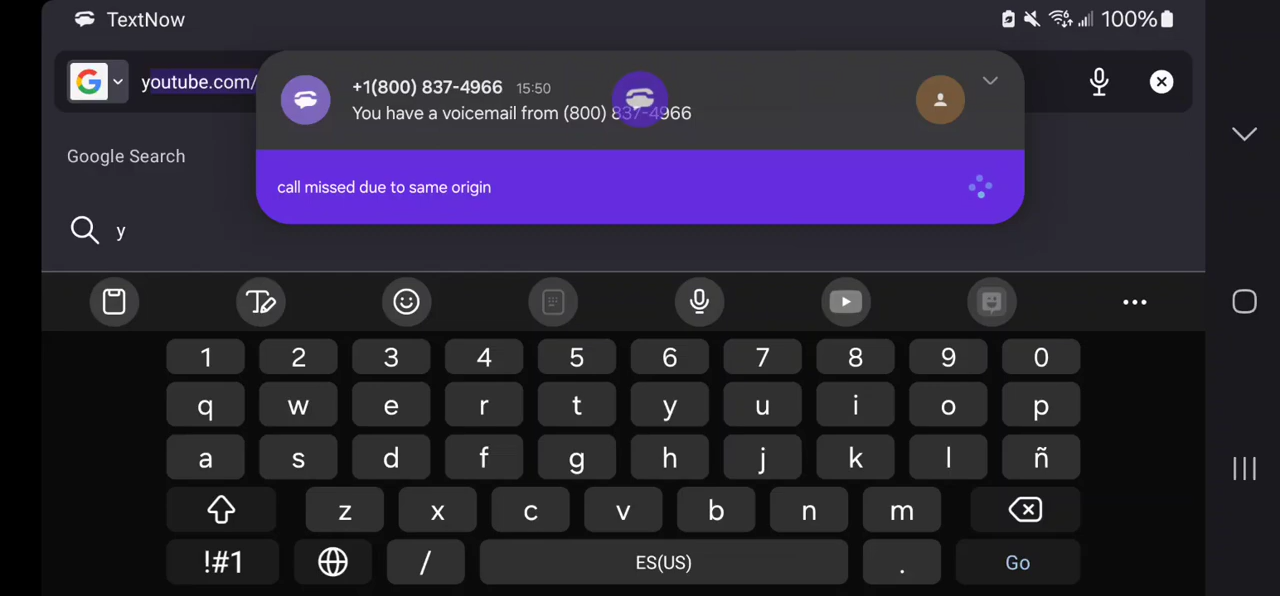 TextNow
100%
youtube.com/
+1(800) 837-4966 15:50
You have a voicemail from (800) 837-4966
call missed due to same origin
Google Search
y
1 2 3 4 5 6 7 8 9 0
q w e r t y u i o p
a s d f g h j k l ñ
z x c v b n m
!#1 / ES(US) . Go